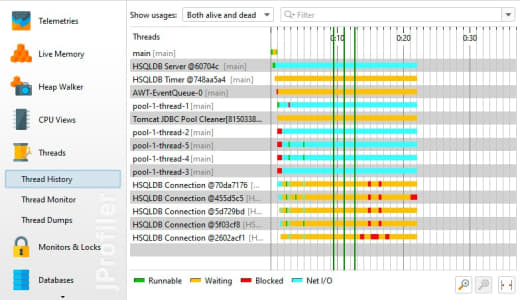 Telemetries
Live Memory
Heap Walker
CPU Views
Threads
Thread History
Thread Monitor
Thread Dumps
Monitors & Locks
Databases
JProfiler
Show usages: Both alive and dead
Filter
Threads 0:10 0:20 0:30
main [main]
HSQLDB Server @60704c [main]
HSQLDB Timer @748aa5a4 [main]
AWT-EventQueue-0 [main]
pool-1-thread-1 [main]
Tomcat JDBC Pool Cleaner[8150338...
pool-1-thread-2 [main]
pool-1-thread-5 [main]
pool-1-thread-4 [main]
pool-1-thread-3 [main]
HSQLDB Connection @70da7176 [...
HSQLDB Connection @455d5c5 [H...
HSQLDB Connection @5d729bd [H...
HSQLDB Connection @5f03cf8 [H...
HSQLDB Connection @2602acf1 [H...
Runnable Waiting Blocked Net I/O